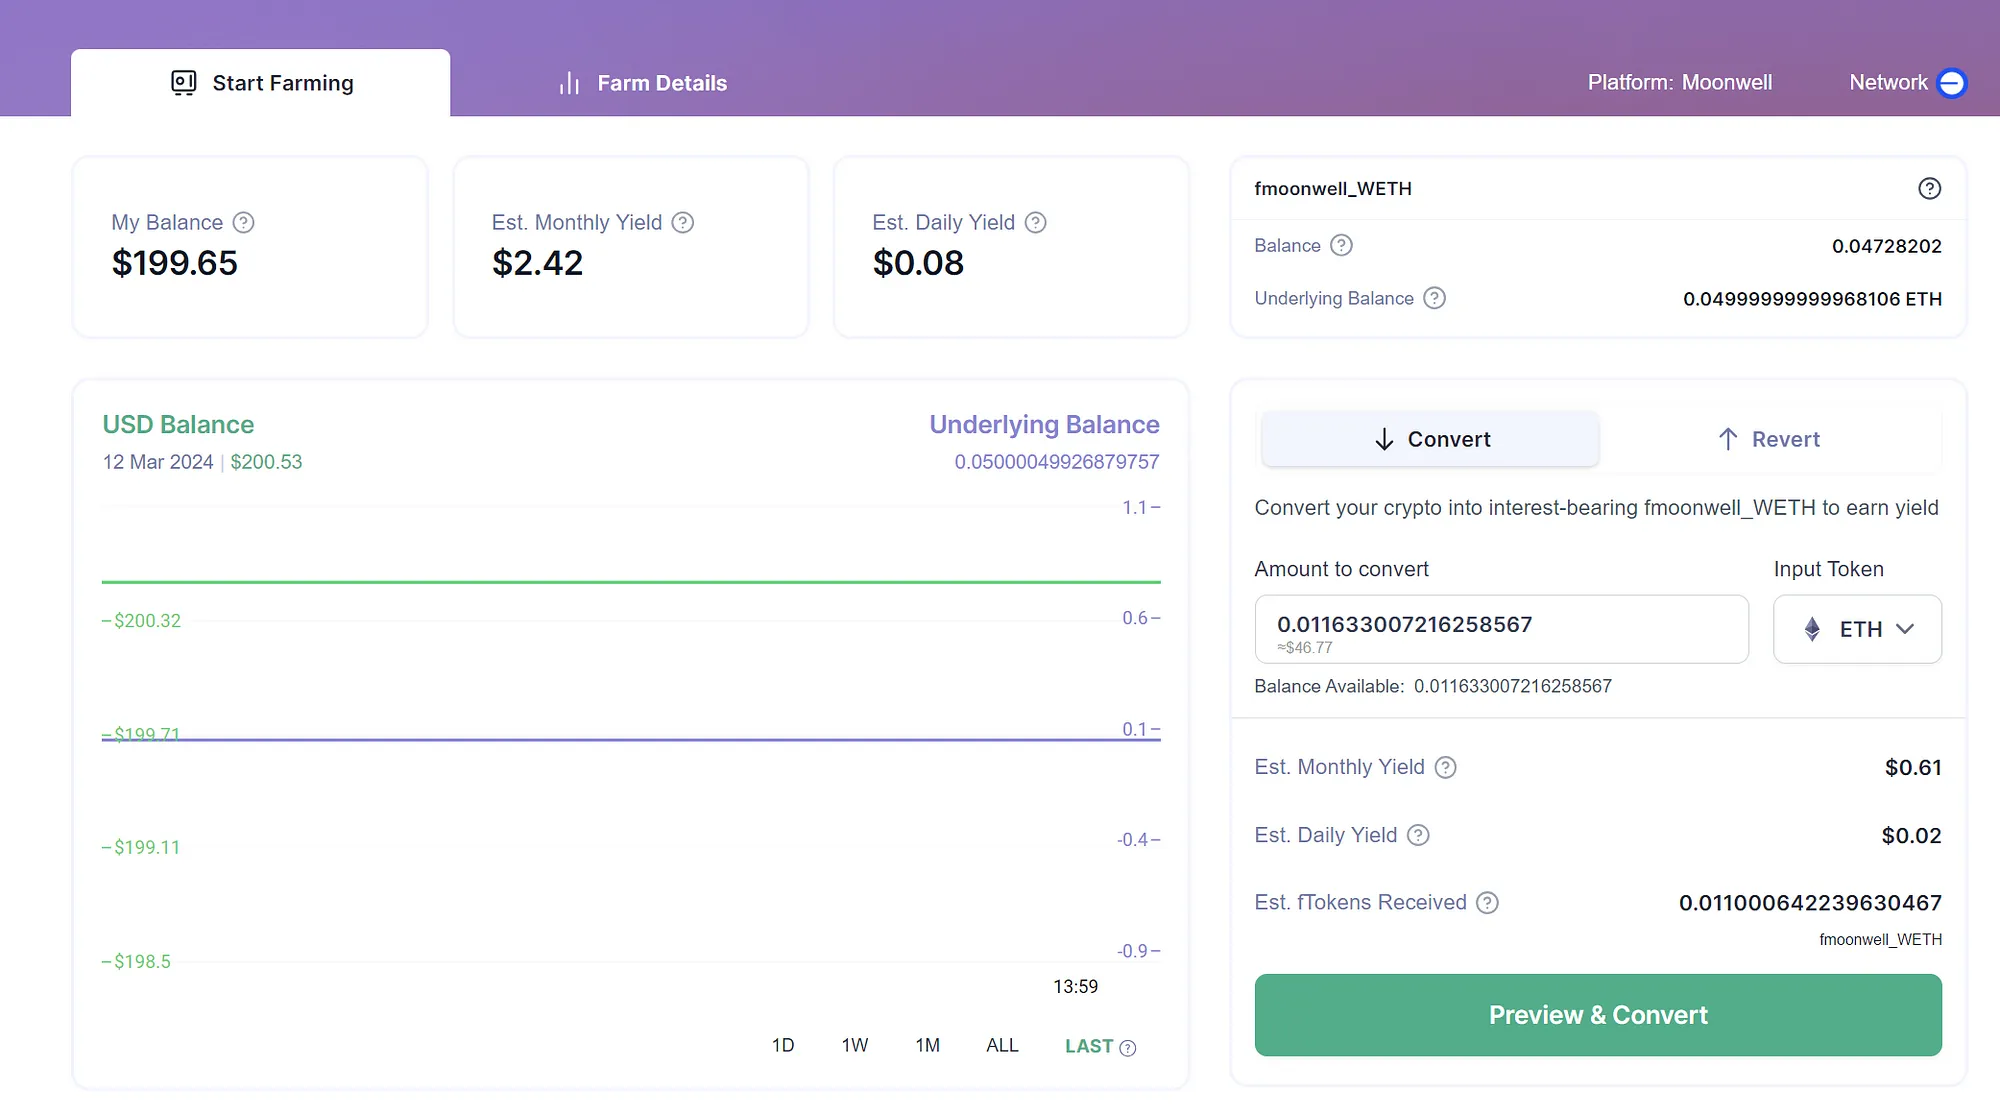 Start Farming
Farm Details
Platform: Moonwell
Network
My Balance
$199.65
Est. Monthly Yield
$2.42
Est. Daily Yield
$0.08
fmoonwell_WETH
Balance
0.04728202
Underlying Balance
0.04999999999968106 ETH
USD Balance
12 Mar 2024 | $200.53
Underlying Balance
0.05000049926879757
1.1
$200.32
0.6
$199.71
0.1
$199.11
-0.4
$198.5
-0.9
13:59
1D 1W 1M ALL LAST
Convert
Revert
Convert your crypto into interest-bearing fmoonwell_WETH to earn yield
Amount to convert
Input Token
0.011633007216258567
≈$46.77
ETH
Balance Available: 0.011633007216258567
Est. Monthly Yield
$0.61
Est. Daily Yield
$0.02
Est. fTokens Received
0.011000642239630467
fmoonwell_WETH
Preview & Convert